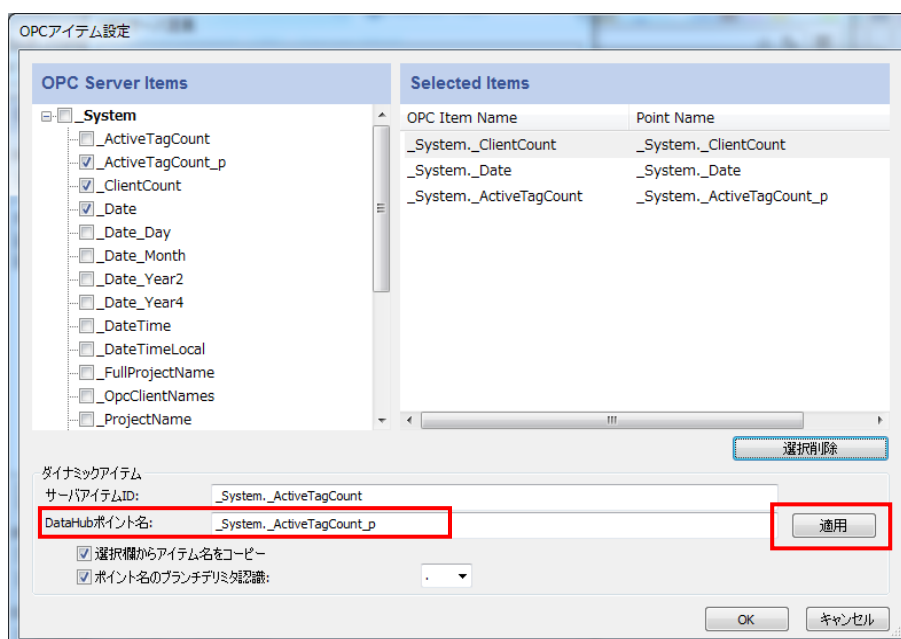 OPCアイテム設定
OPC Server Items
_System
_ActiveTagCount
_ActiveTagCount_p
_ClientCount
_Date
_Date_Day
_Date_Month
_Date_Year2
_Date_Year4
_DateTime
_DateTimeLocal
_FullProjectName
_OpcClientNames
_ProjectName
Selected Items
OPC Item Name Point Name
_System._ClientCount _System._ClientCount
_System._Date _System._Date
_System._ActiveTagCount _System._ActiveTagCount_p
選択削除
ダイナミックアイテム
サーバアイテムID: _System._ActiveTagCount
DataHubポイント名: _System._ActiveTagCount_p
適用
選択欄からアイテム名をコピー
ポイント名のブランチデリミタ認識: .
OK キャンセル